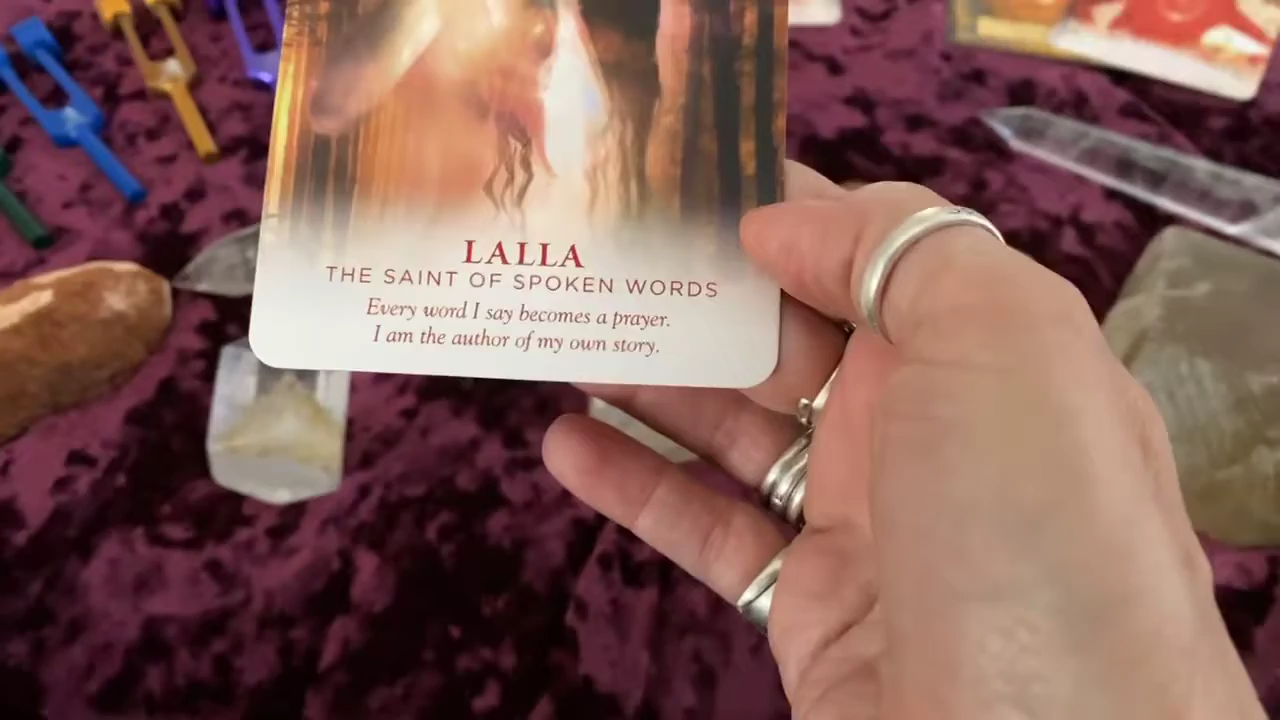 LALLA
THE SAINT OF SPOKEN WORDS
Every word I say becomes a prayer.
I am the author of my own story.